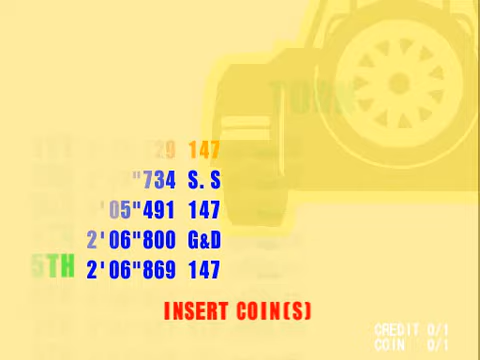 29 147
"734 S.S
'05"491 147
2'06"800 G&D
5TH 2'06"869 147
INSERT COIN(S)
CREDIT 0/1
COIN 0/1